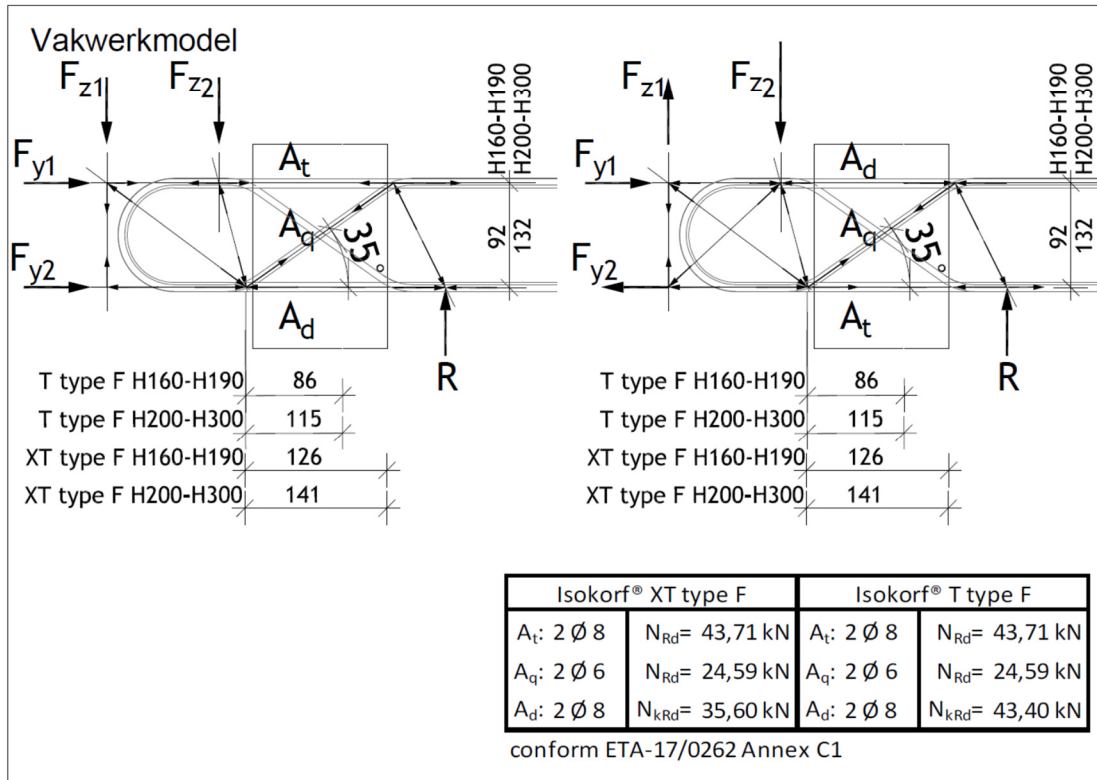 Vakwerkmodel
Fz1 Fz2
Fy1
Fy2
At
Aq
Ad
35°
R
H160-H190
H200-H300
92
132
T type F H160-H190 86
T type F H200-H300 115
XT type F H160-H190 126
XT type F H200-H300 141
Fz1 Fz2
Fy1
Fy2
Ad
Aq
At
35°
R
H160-H190
H200-H300
92
132
T type F H160-H190 86
T type F H200-H300 115
XT type F H160-H190 126
XT type F H200-H300 141
Isokorf® XT type F Isokorf® T type F
At: 2 Ø 8 NRd= 43,71 kN At: 2 Ø 8 NRd= 43,71 kN
Aq: 2 Ø 6 NRd= 24,59 kN Aq: 2 Ø 6 NRd= 24,59 kN
Ad: 2 Ø 8 NkRd= 35,60 kN Ad: 2 Ø 8 NkRd= 43,40 kN
conform ETA-17/0262 Annex C1